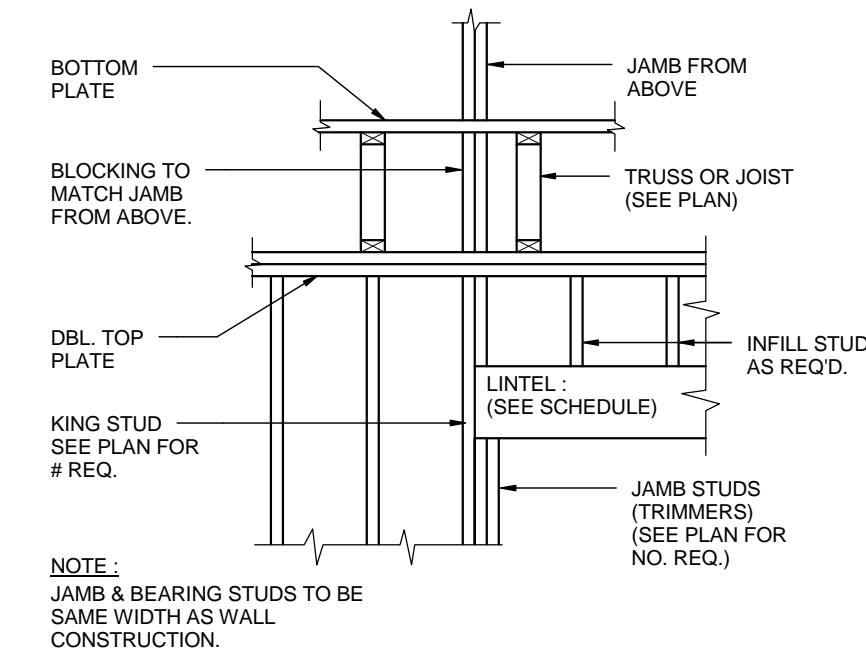 BOTTOM
PLATE
JAMB FROM
ABOVE
BLOCKING TO
MATCH JAMB
FROM ABOVE.
TRUSS OR JOIST
(SEE PLAN)
DBL. TOP
PLATE
INFILL STUD
AS REQ'D.
LINTEL :
(SEE SCHEDULE)
KING STUD
SEE PLAN FOR
# REQ.
JAMB STUDS
(TRIMMERS)
(SEE PLAN FOR
NO. REQ.)
NOTE :
JAMB & BEARING STUDS TO BE
SAME WIDTH AS WALL
CONSTRUCTION.